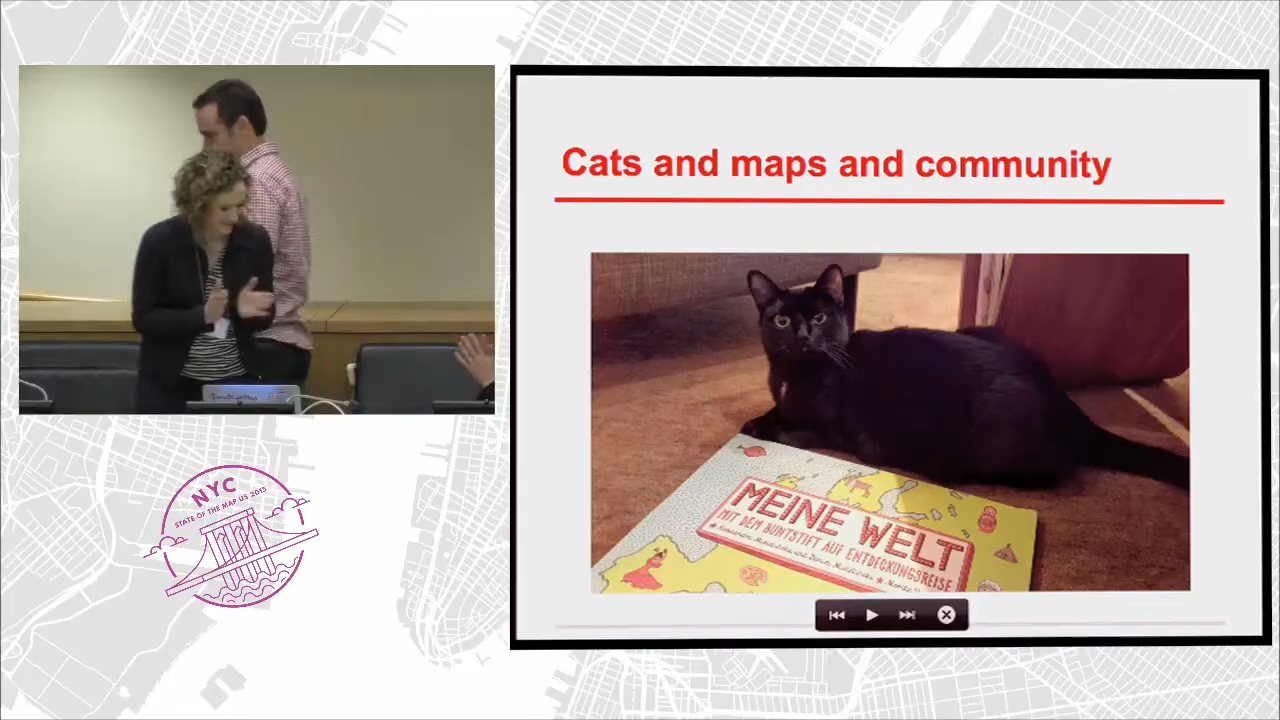 Cats and maps and community
MEINE WELT
MIT DEM BUNTSTIFT AUF ENTDECKUNGSREISE
NYC
STATE OF THE MAP US 2015